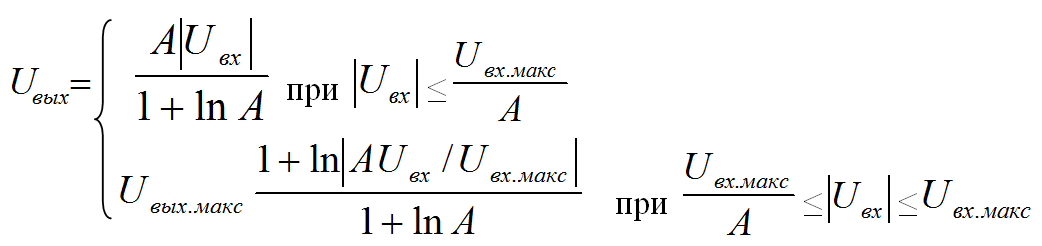 U_вых = { A|U_вх| / (1 + ln A) при |U_вх| ≤ U_вх.макс / A
U_вых.макс (1 + ln|AU_вх / U_вх.макс|) / (1 + ln A) при U_вх.макс / A ≤ |U_вх| ≤ U_вх.макс